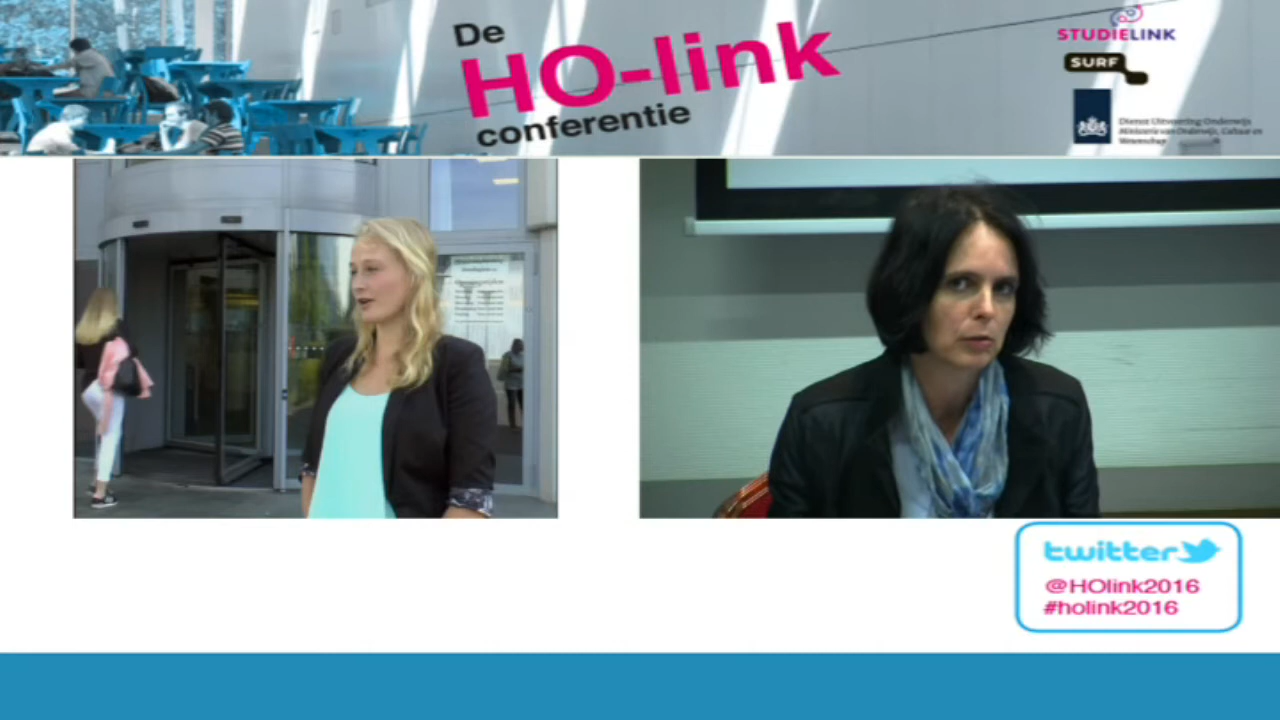 De
HO-link
conferentie
STUDIELINK
SURF
Dienst Uitvoering Onderwijs
Ministerie van Onderwijs, Cultuur en
Wetenschap
twitter
@HOlink2016
#holink2016